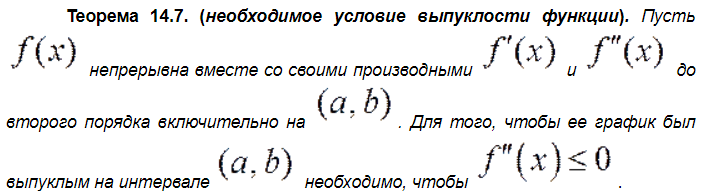 Теорема 14.7. (необходимое условие выпуклости функции). Пусть
f(x) непрерывна вместе со своими производными f'(x) и f"(x) до
второго порядка включительно на (a, b) . Для того, чтобы ее график был
выпуклым на интервале (a, b) необходимо, чтобы f"(x) ≤ 0 .